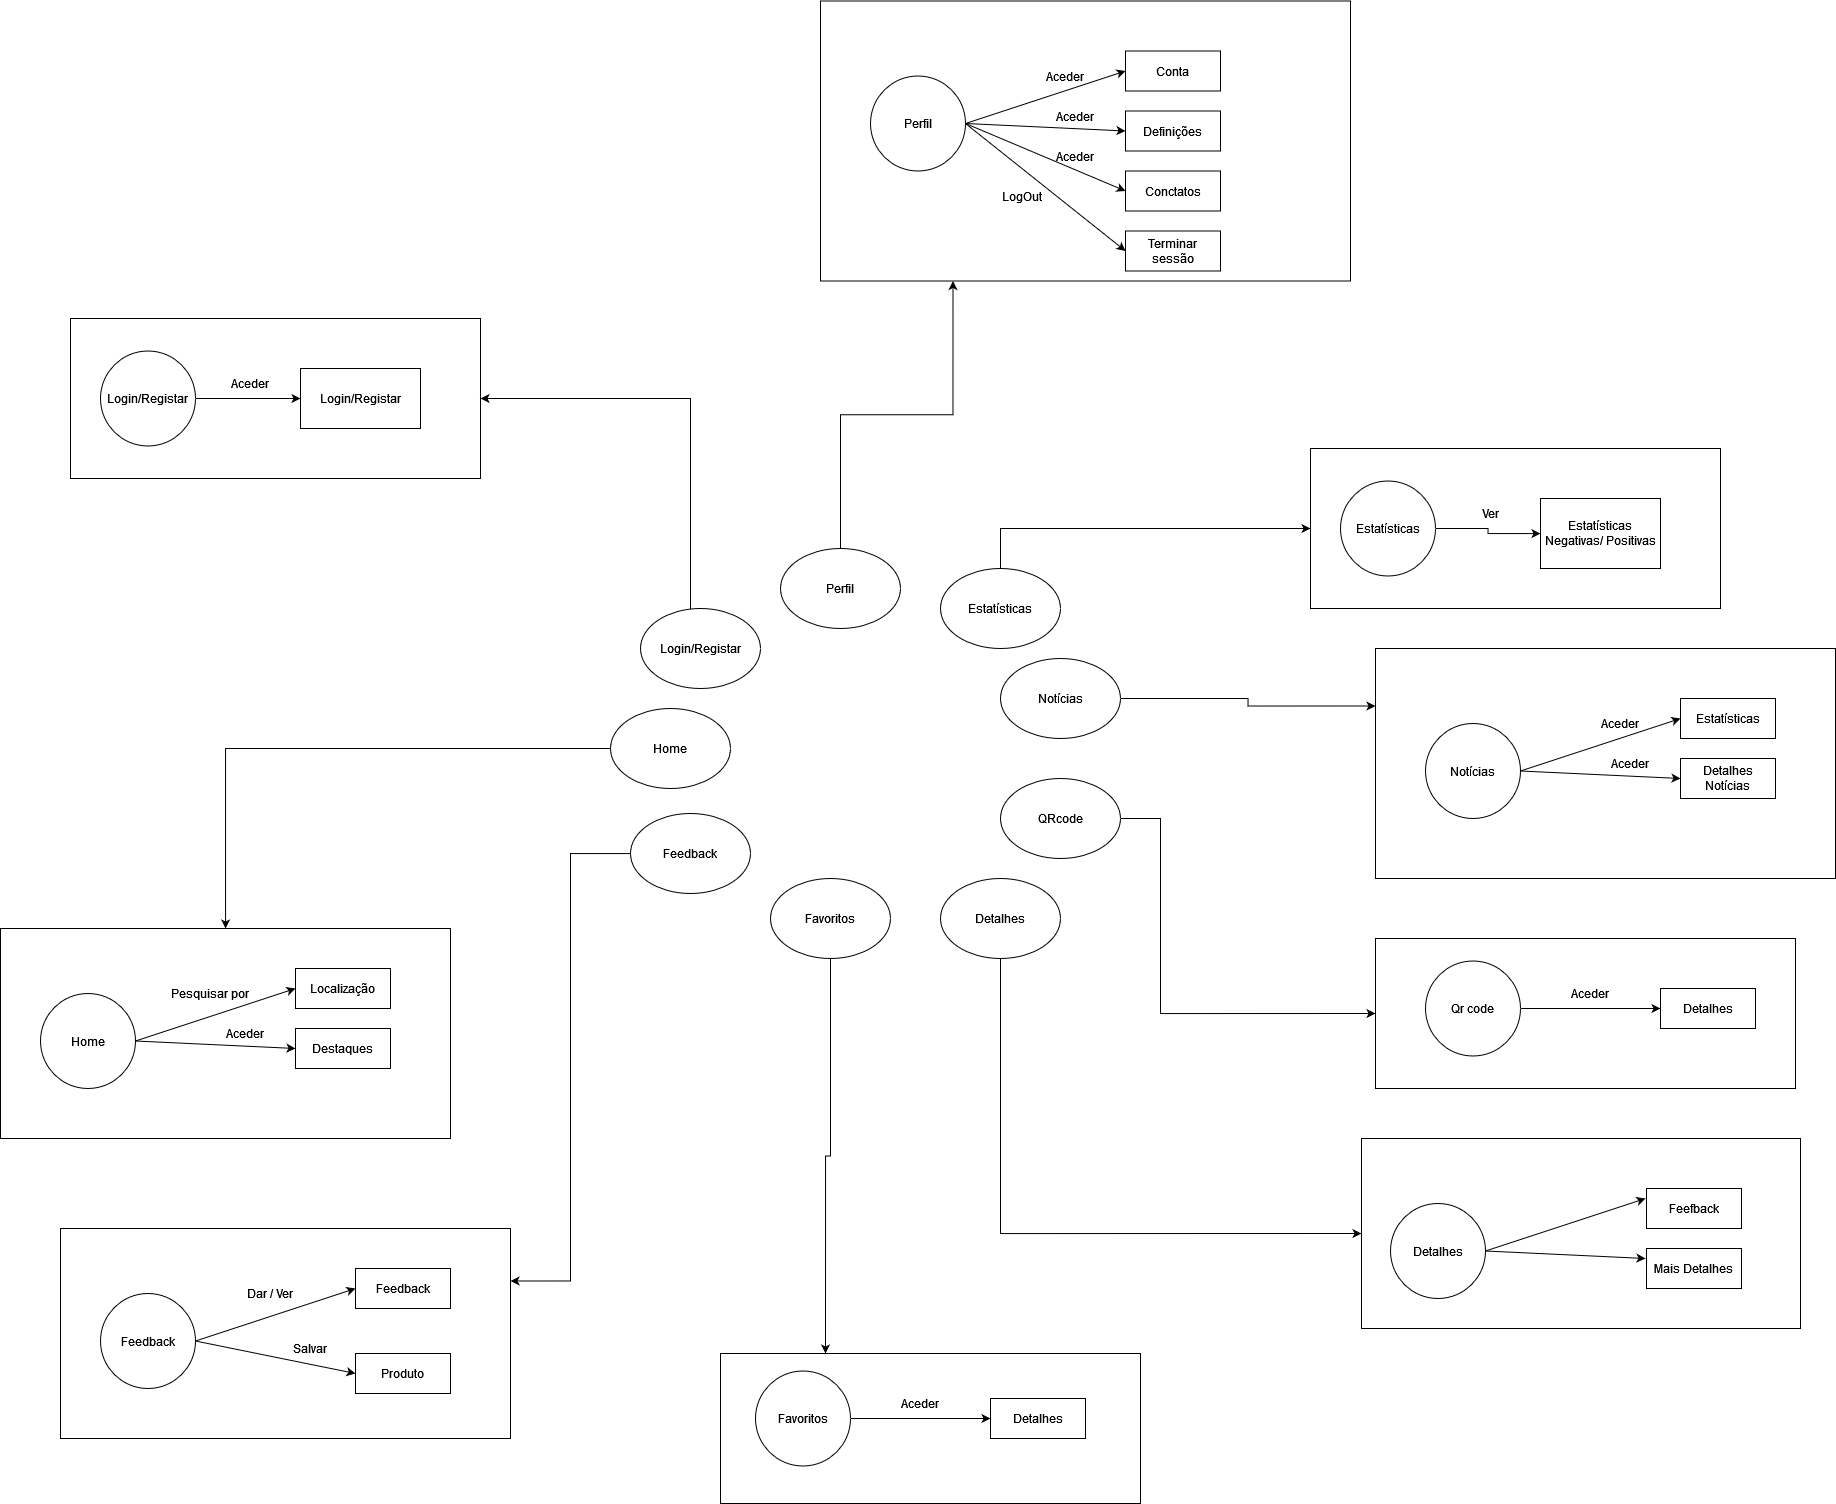 Perfil
Aceder
Conta
Aceder
Definições
Aceder
Conctatos
LogOut
Terminar
sessão
Login/Registar
Aceder
Login/Registar
Estatísticas
Ver
Estatísticas
Negativas/ Positivas
Perfil
Estatísticas
Login/Registar
Notícias
Home
QRcode
Feedback
Favoritos
Detalhes
Notícias
Aceder
Estatísticas
Aceder
Detalhes
Notícias
Home
Pesquisar por
Localização
Aceder
Destaques
Qr code
Aceder
Detalhes
Detalhes
Feefback
Mais Detalhes
Feedback
Dar / Ver
Feedback
Salvar
Produto
Favoritos
Aceder
Detalhes